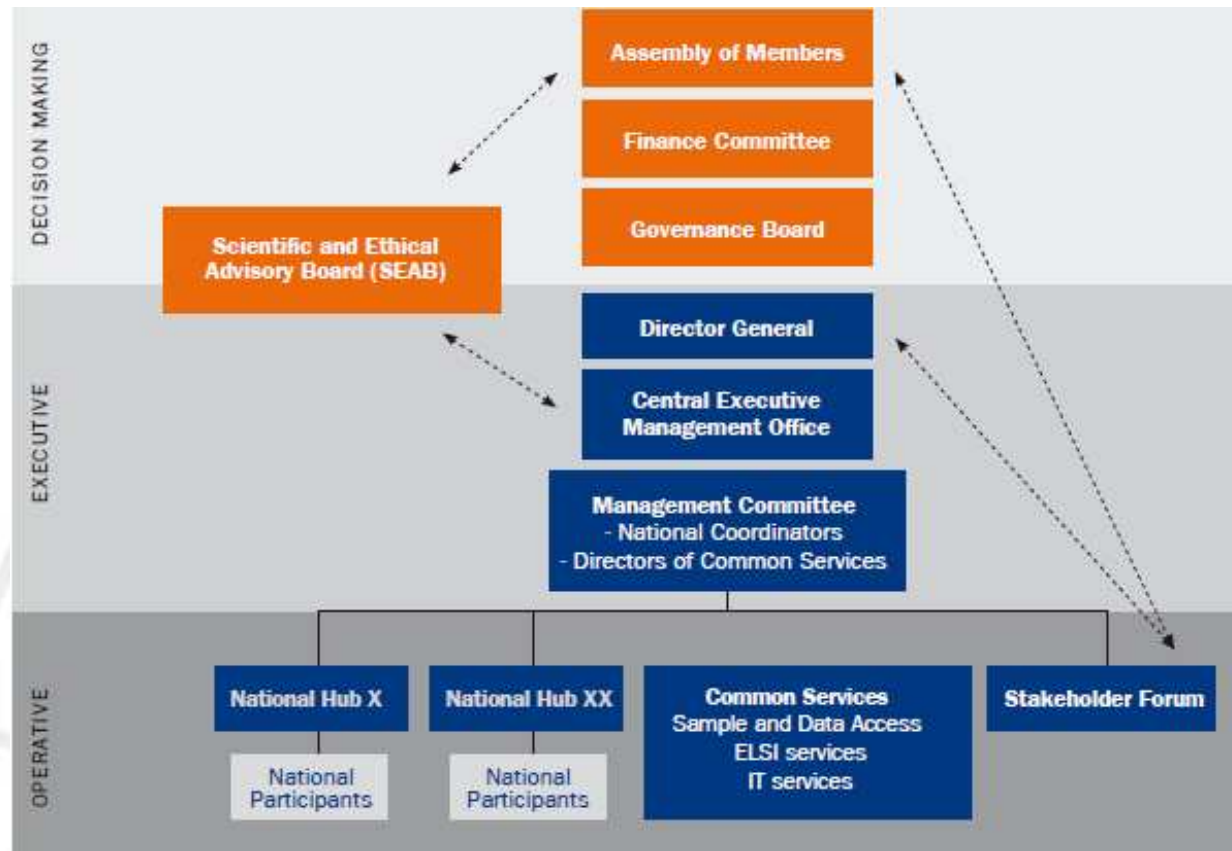 DECISION MAKING
Assembly of Members
Finance Committee
Governance Board
Scientific and Ethical
Advisory Board (SEAB)
EXECUTIVE
Director General
Central Executive
Management Office
Management Committee
- National Coordinators
- Directors of Common Services
OPERATIVE
National Hub X
National Participants
National Hub XX
National Participants
Common Services
Sample and Data Access
ELSI services
IT services
Stakeholder Forum